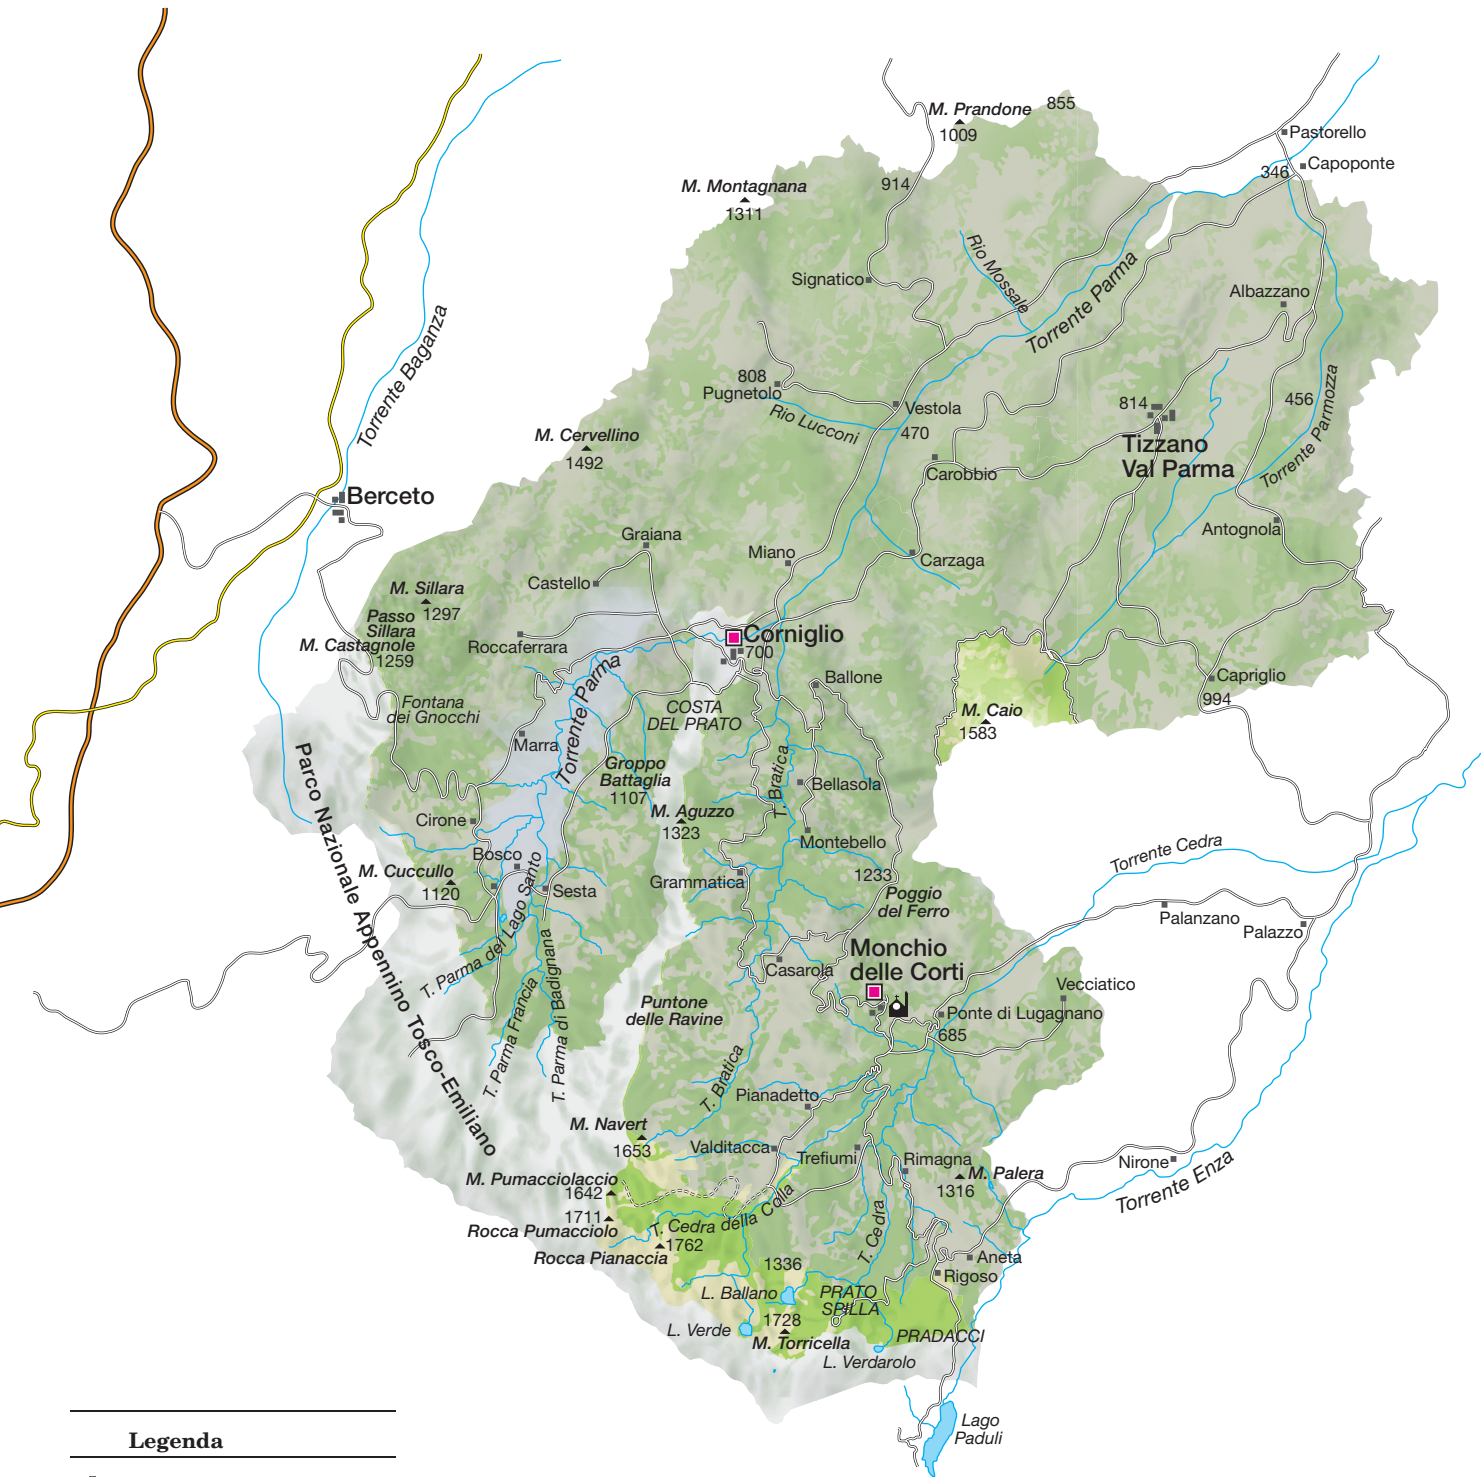 855
M. Prandone
1009
Pastorello
Capoponte
346
914
M. Montagnana
1311
Rio Mossale
Signatico
Torrente Parma
Albazzano
Torrente Baganza
808
Pugnetolo
Rio Lucconi
Vestola
470
814
Tizzano
Val Parma
456
Torrente Parmozza
M. Cervellino
1492
Carobbio
Berceto
Antognola
Graiana
Miano
Carzaga
Castello
M. Sillara
1297
Passo
Sillara
M. Castagnole
1259
Roccaferrara
Corniglio
700
Ballone
Capriglio
994
Torrente Parma
Fontana
dei Gnocchi
COSTA
DEL PRATO
M. Caio
1583
Marra
Parco Nazionale Appennino Tosco-Emiliano
Groppo
Battaglia
1107
T. Bratica
Bellasola
M. Aguzzo
1323
Cirone
Montebello
Torrente Cedra
Bosco
M. Cuccullo
1120
Sesta
Grammatica
1233
Poggio
del Ferro
Palanzano
Palazzo
T. Parma del Lago Santo
T. Parma di Badignana
T. Parma Francia
Monchio
delle Corti
Casarola
Vecciatico
Puntone
delle Ravine
Ponte di Lugagnano
685
T. Bratica
Pianadetto
M. Navert
1653
Valditacca
Trefiumi
Rimagna
M. Palera
1316
Nirone
Torrente Enza
M. Pumacciolaccio
1642
1711
Rocca Pumacciolo
T. Cedra della Colla
T. Cedra
Rocca Pianaccia
1762
1336
Aneta
Rigoso
L. Ballano
PRATO
SPILLA
1728
L. Verde
M. Torricella
PRADACCI
L. Verdarolo
Lago
Paduli
Legenda